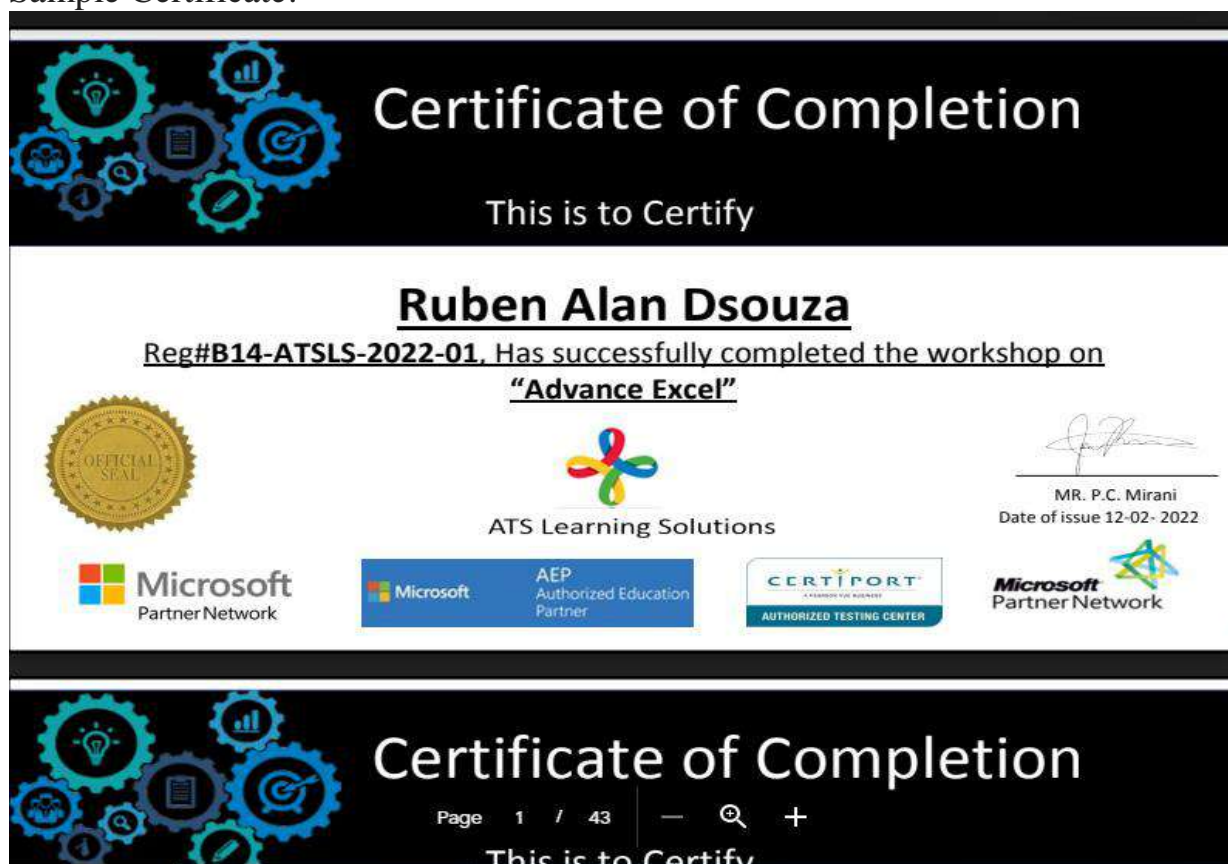 Sample Certificate:
Certificate of Completion
This is to Certify
Ruben Alan Dsouza
Reg#B14-ATSLS-2022-01, Has successfully completed the workshop on
“Advance Excel”
OFFICIAL
SEAL
ATS Learning Solutions
MR. P.C. Mirani
Date of issue 12-02- 2022
Microsoft
Partner Network
Microsoft
AEP
Authorized Education
Partner
CERTIPORT
AUTHORIZED TESTING CENTER
Microsoft
Partner Network
Certificate of Completion
Page 1 / 43
This is to Certify